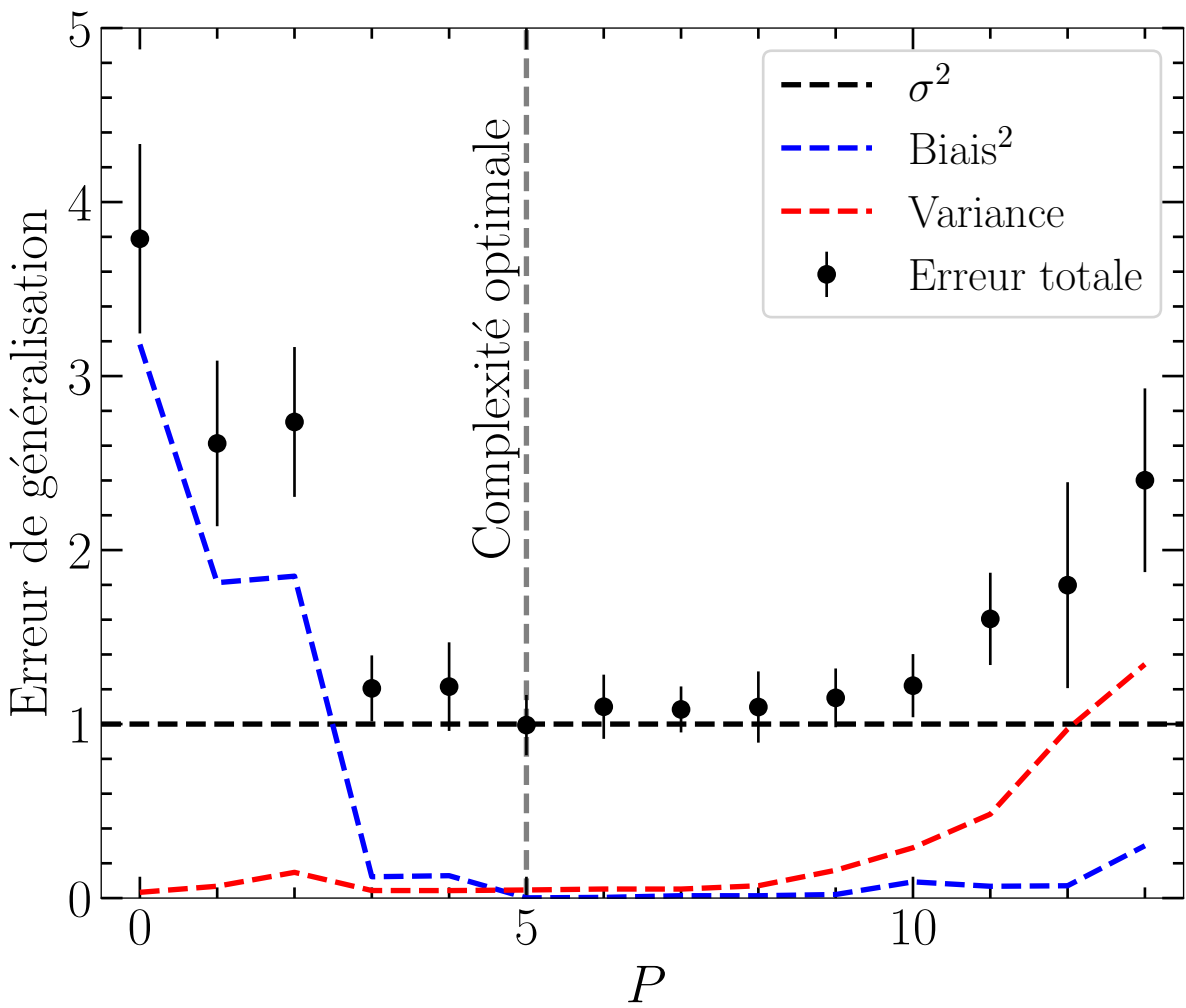 5
4
3
2
1
0
Erreur de généralisation
Complexité optimale
σ²
Biais²
Variance
Erreur totale
0 5 10
P